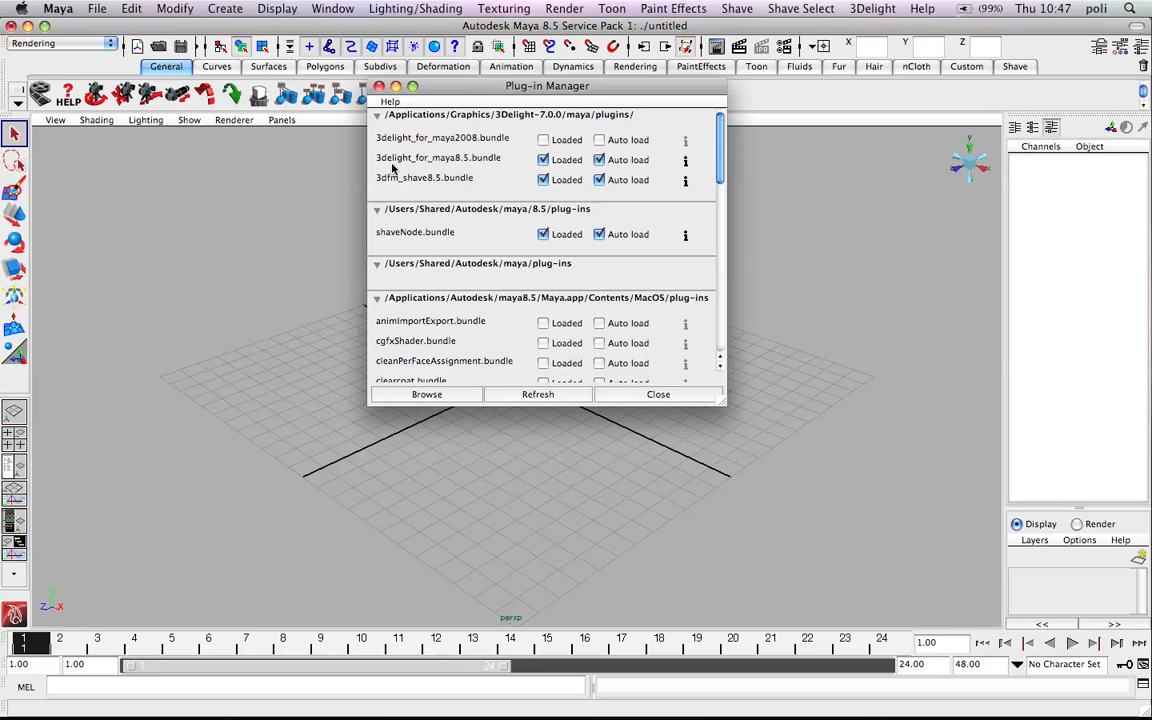 Maya File Edit Modify Create Display Window Lighting/Shading Texturing Render Toon Paint Effects Shave Shave Select 3Delight Help (99%) Thu 10:47 poli
Autodesk Maya 8.5 Service Pack 1: ./untitled
Rendering X Y Z
General Curves Surfaces Polygons Subdivs Deformation Animation Dynamics Rendering PaintEffects Toon Fluids Fur Hair nCloth Custom Shave
HELP
View Shading Lighting Show Renderer Panels
Plug-in Manager
Help
/Applications/Graphics/3Delight-7.0.0/maya/plugins/
3delight_for_maya2008.bundle Loaded Auto load i
3delight_for_maya8.5.bundle Loaded Auto load i
3dfm_shave8.5.bundle Loaded Auto load i
/Users/Shared/Autodesk/maya/8.5/plug-ins
shaveNode.bundle Loaded Auto load i
/Users/Shared/Autodesk/maya/plug-ins
/Applications/Autodesk/maya8.5/Maya.app/Contents/MacOS/plug-ins
animImportExport.bundle Loaded Auto load i
cgfxShader.bundle Loaded Auto load i
cleanPerFaceAssignment.bundle Loaded Auto load i
clearcoat.bundle Loaded Auto load
Browse Refresh Close
Channels Object
Display Render
Layers Options Help
<< >>
Y
Z X
persp
1 2 3 4 5 6 7 8 9 10 11 12 13 14 15 16 17 18 19 20 21 22 23 24 1.00
1
1.00 1.00 1 24 24.00 48.00 No Character Set
MEL